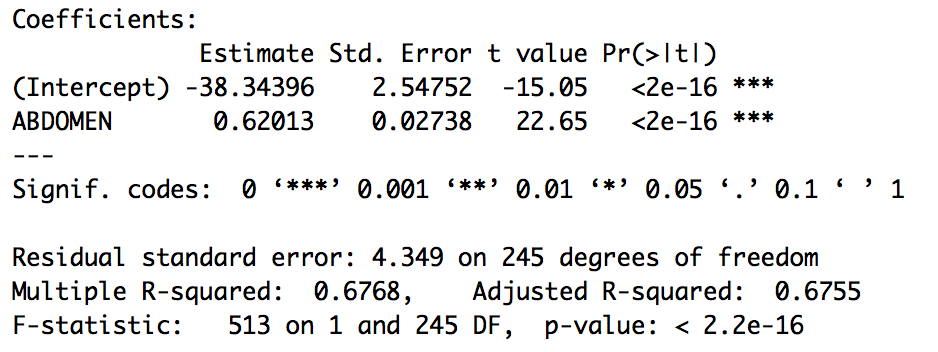 Coefficients:
            Estimate Std. Error t value Pr(>|t|)
(Intercept) -38.34396    2.54752  -15.05   <2e-16 ***
ABDOMEN       0.62013    0.02738   22.65   <2e-16 ***
---
Signif. codes:  0 ‘***’ 0.001 ‘**’ 0.01 ‘*’ 0.05 ‘.’ 0.1 ‘ ’ 1
Residual standard error: 4.349 on 245 degrees of freedom
Multiple R-squared:  0.6768,    Adjusted R-squared:  0.6755
F-statistic:   513 on 1 and 245 DF,  p-value: < 2.2e-16